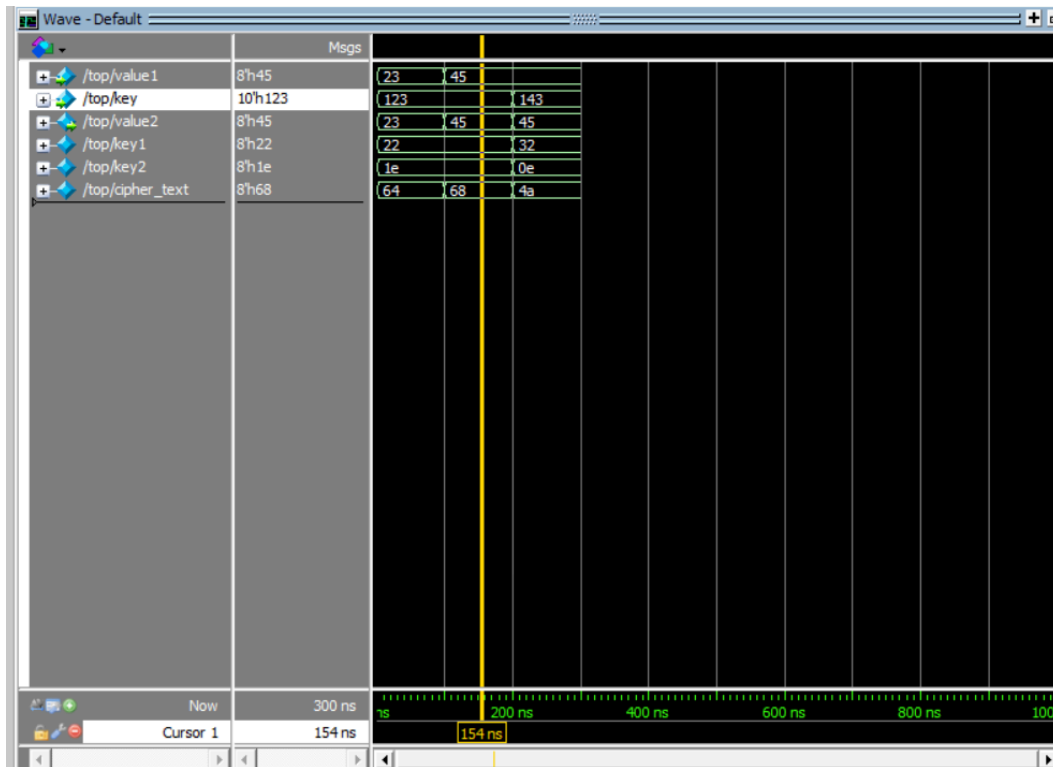 Wave - Default
Msgs
/top/value1 8'h45 23 45
/top/key 10'h123 123 143
/top/value2 8'h45 23 45 45
/top/key1 8'h22 22 32
/top/key2 8'h1e 1e 0e
/top/cipher_text 8'h68 64 68 4a
Now 300 ns ns 200 ns 400 ns 600 ns 800 ns 100
Cursor 1 154 ns 154 ns